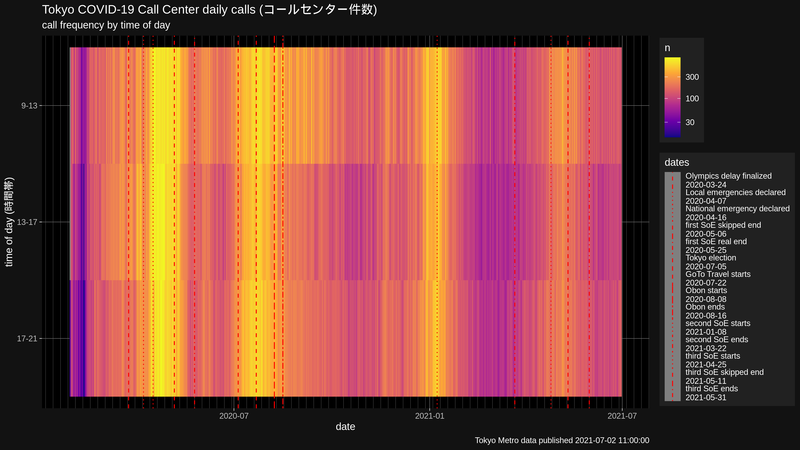 Tokyo COVID-19 Call Center daily calls (コールセンター件数)
call frequency by time of day
time of day (時間帯)
9-13
13-17
17-21
2020-07
2021-01
2021-07
date
n
300
100
30
dates
Olympics delay finalized
2020-03-24
Local emergencies declared
2020-04-07
National emergency declared
2020-04-16
first SoE skipped end
2020-05-06
first SoE real end
2020-05-25
Tokyo election
2020-07-05
GoTo Travel starts
2020-07-22
Obon starts
2020-08-08
Obon ends
2020-08-16
second SoE starts
2021-01-08
second SoE ends
2021-03-22
third SoE starts
2021-04-25
third SoE skipped end
2021-05-11
third SoE ends
2021-05-31
Tokyo Metro data published 2021-07-02 11:00:00